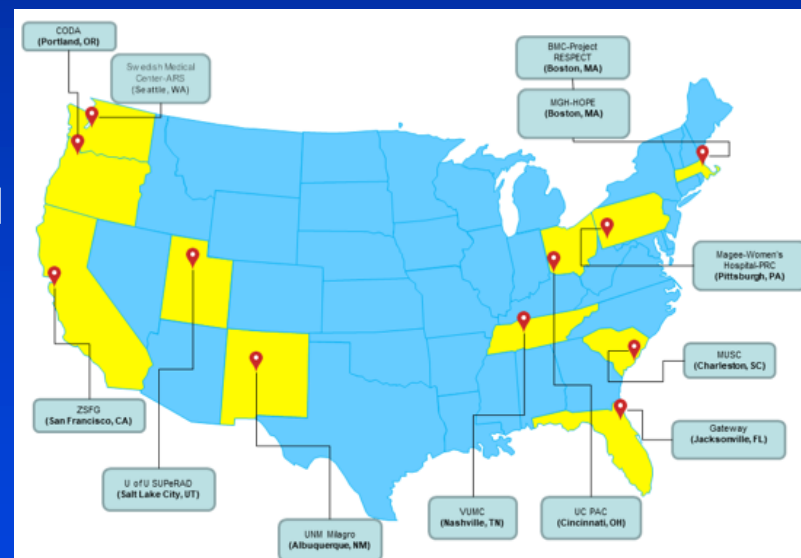 CODA
(Portland, OR)
Swedish Medical
Center-ARS
(Seattle, WA)
BMC-Project
RESPECT
(Boston, MA)
MGH-HOPE
(Boston, MA)
Magee-Women's
Hospital-PRC
(Pittsburgh, PA)
MUSC
(Charleston, SC)
ZSFG
(San Francisco, CA)
Gateway
(Jacksonville, FL)
U of U SUPeRAD
(Salt Lake City, UT)
VUMC
(Nashville, TN)
UC PAC
(Cincinnati, OH)
UNM Milagro
(Albuquerque, NM)